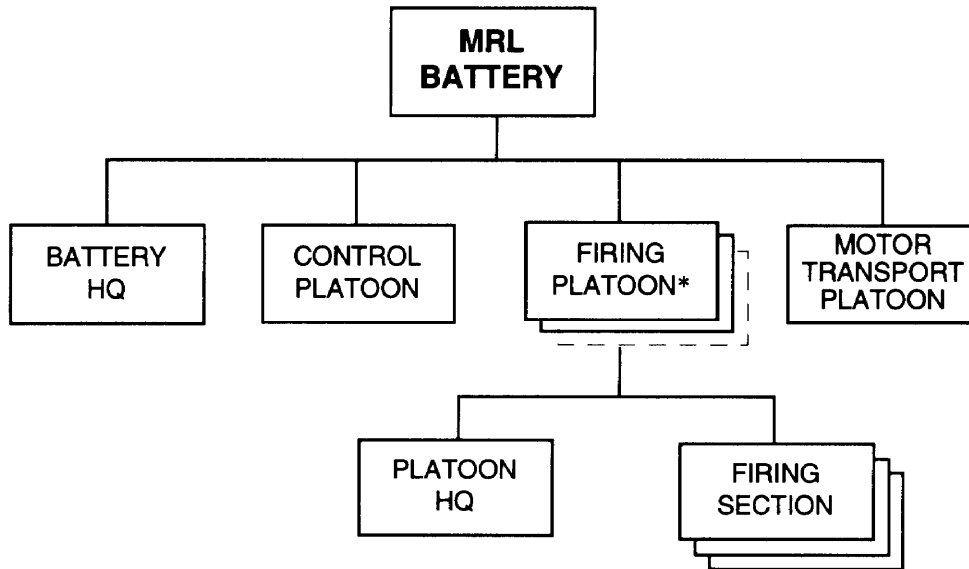 MRL
BATTERY
BATTERY
HQ
CONTROL
PLATOON
FIRING
PLATOON*
MOTOR
TRANSPORT
PLATOON
PLATOON
HQ
FIRING
SECTION